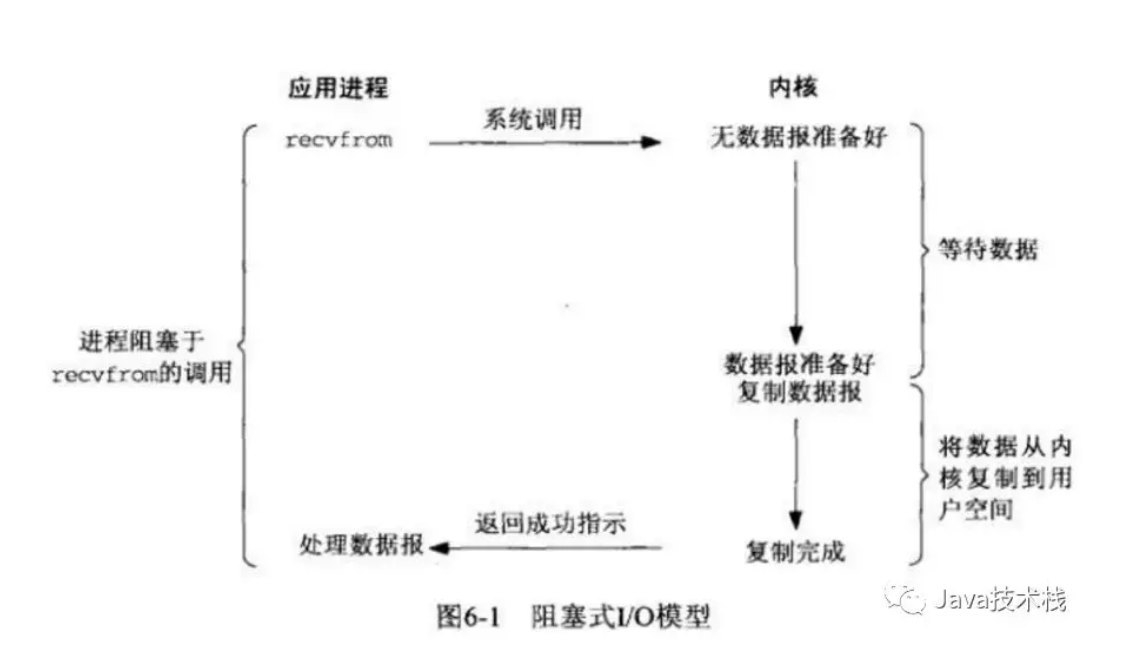 应用进程
内核
recvfrom
系统调用
无数据报准备好
等待数据
进程阻塞于
recvfrom的调用
数据报准备好
复制数据报
将数据从内
核复制到用
户空间
处理数据报
返回成功指示
复制完成
图6-1 阻塞式I/O模型
Java技术栈